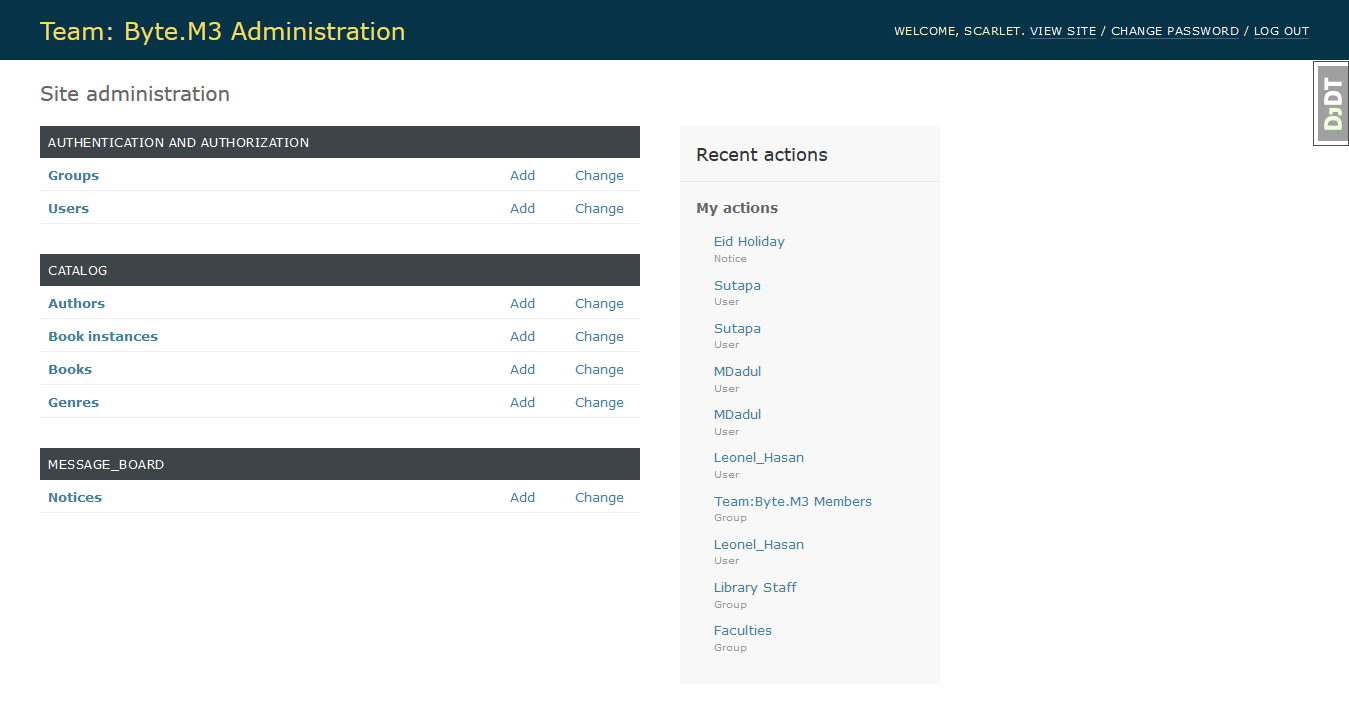 Team: Byte.M3 Administration
WELCOME, SCARLET. VIEW SITE / CHANGE PASSWORD / LOG OUT
DjDT
Site administration
AUTHENTICATION AND AUTHORIZATION
Groups Add Change
Users Add Change
CATALOG
Authors Add Change
Book instances Add Change
Books Add Change
Genres Add Change
MESSAGE_BOARD
Notices Add Change
Recent actions
My actions
Eid Holiday
Notice
Sutapa
User
Sutapa
User
MDadul
User
MDadul
User
Leonel_Hasan
User
Team:Byte.M3 Members
Group
Leonel_Hasan
User
Library Staff
Group
Faculties
Group